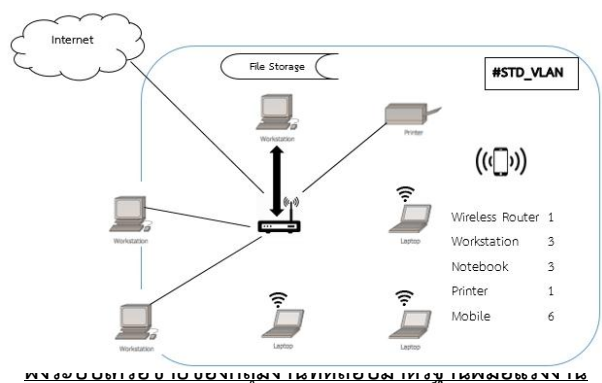 Internet
File Storage
#STD_VLAN
Workstation
Printer
Workstation
Laptop
Wireless Router 1
Workstation 3
Notebook 3
Printer 1
Mobile 6
Workstation
Laptop
Laptop